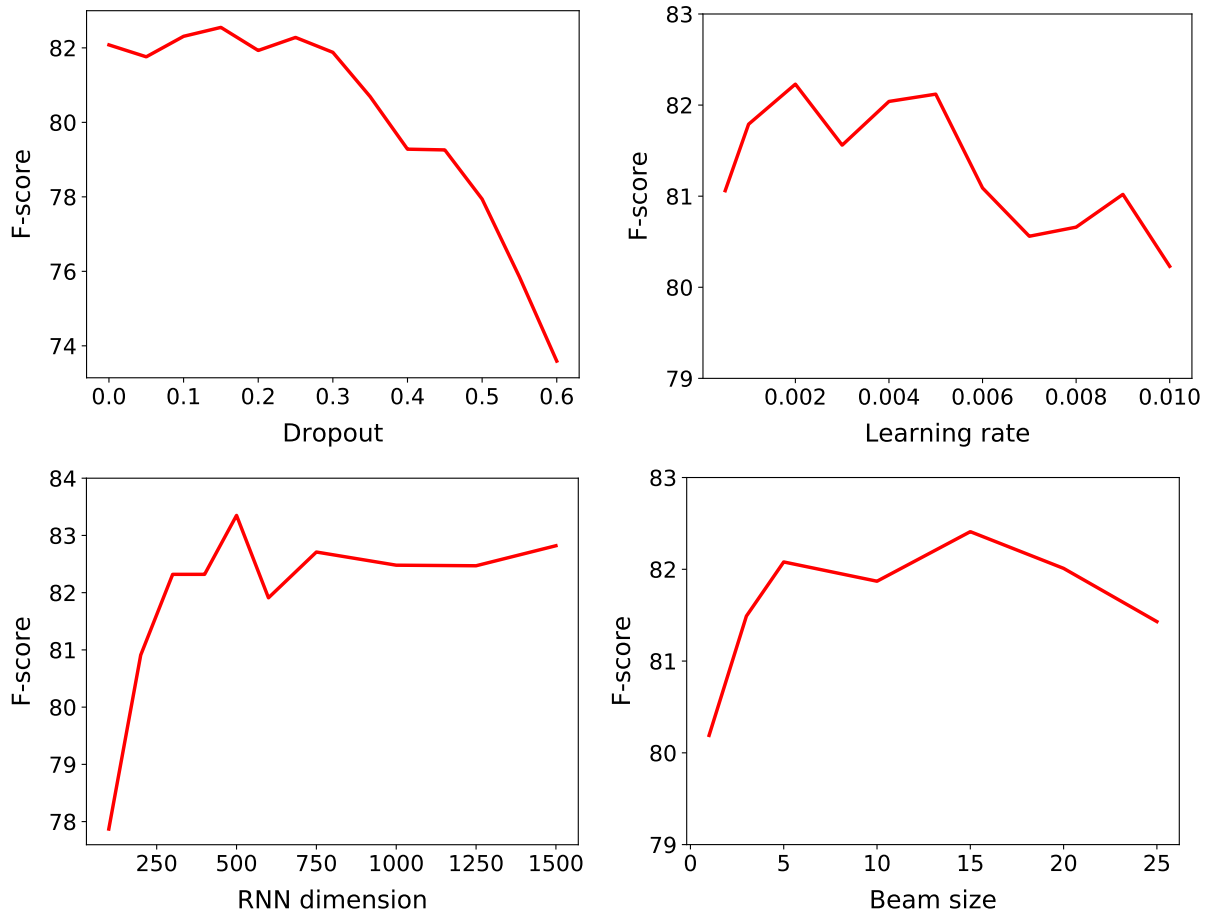 82
80
78
76
74
F-score
0.0 0.1 0.2 0.3 0.4 0.5 0.6
Dropout
83
82
81
80
79
F-score
0.002 0.004 0.006 0.008 0.010
Learning rate
84
83
82
81
80
79
78
F-score
250 500 750 1000 1250 1500
RNN dimension
83
82
81
80
79
F-score
0 5 10 15 20 25
Beam size